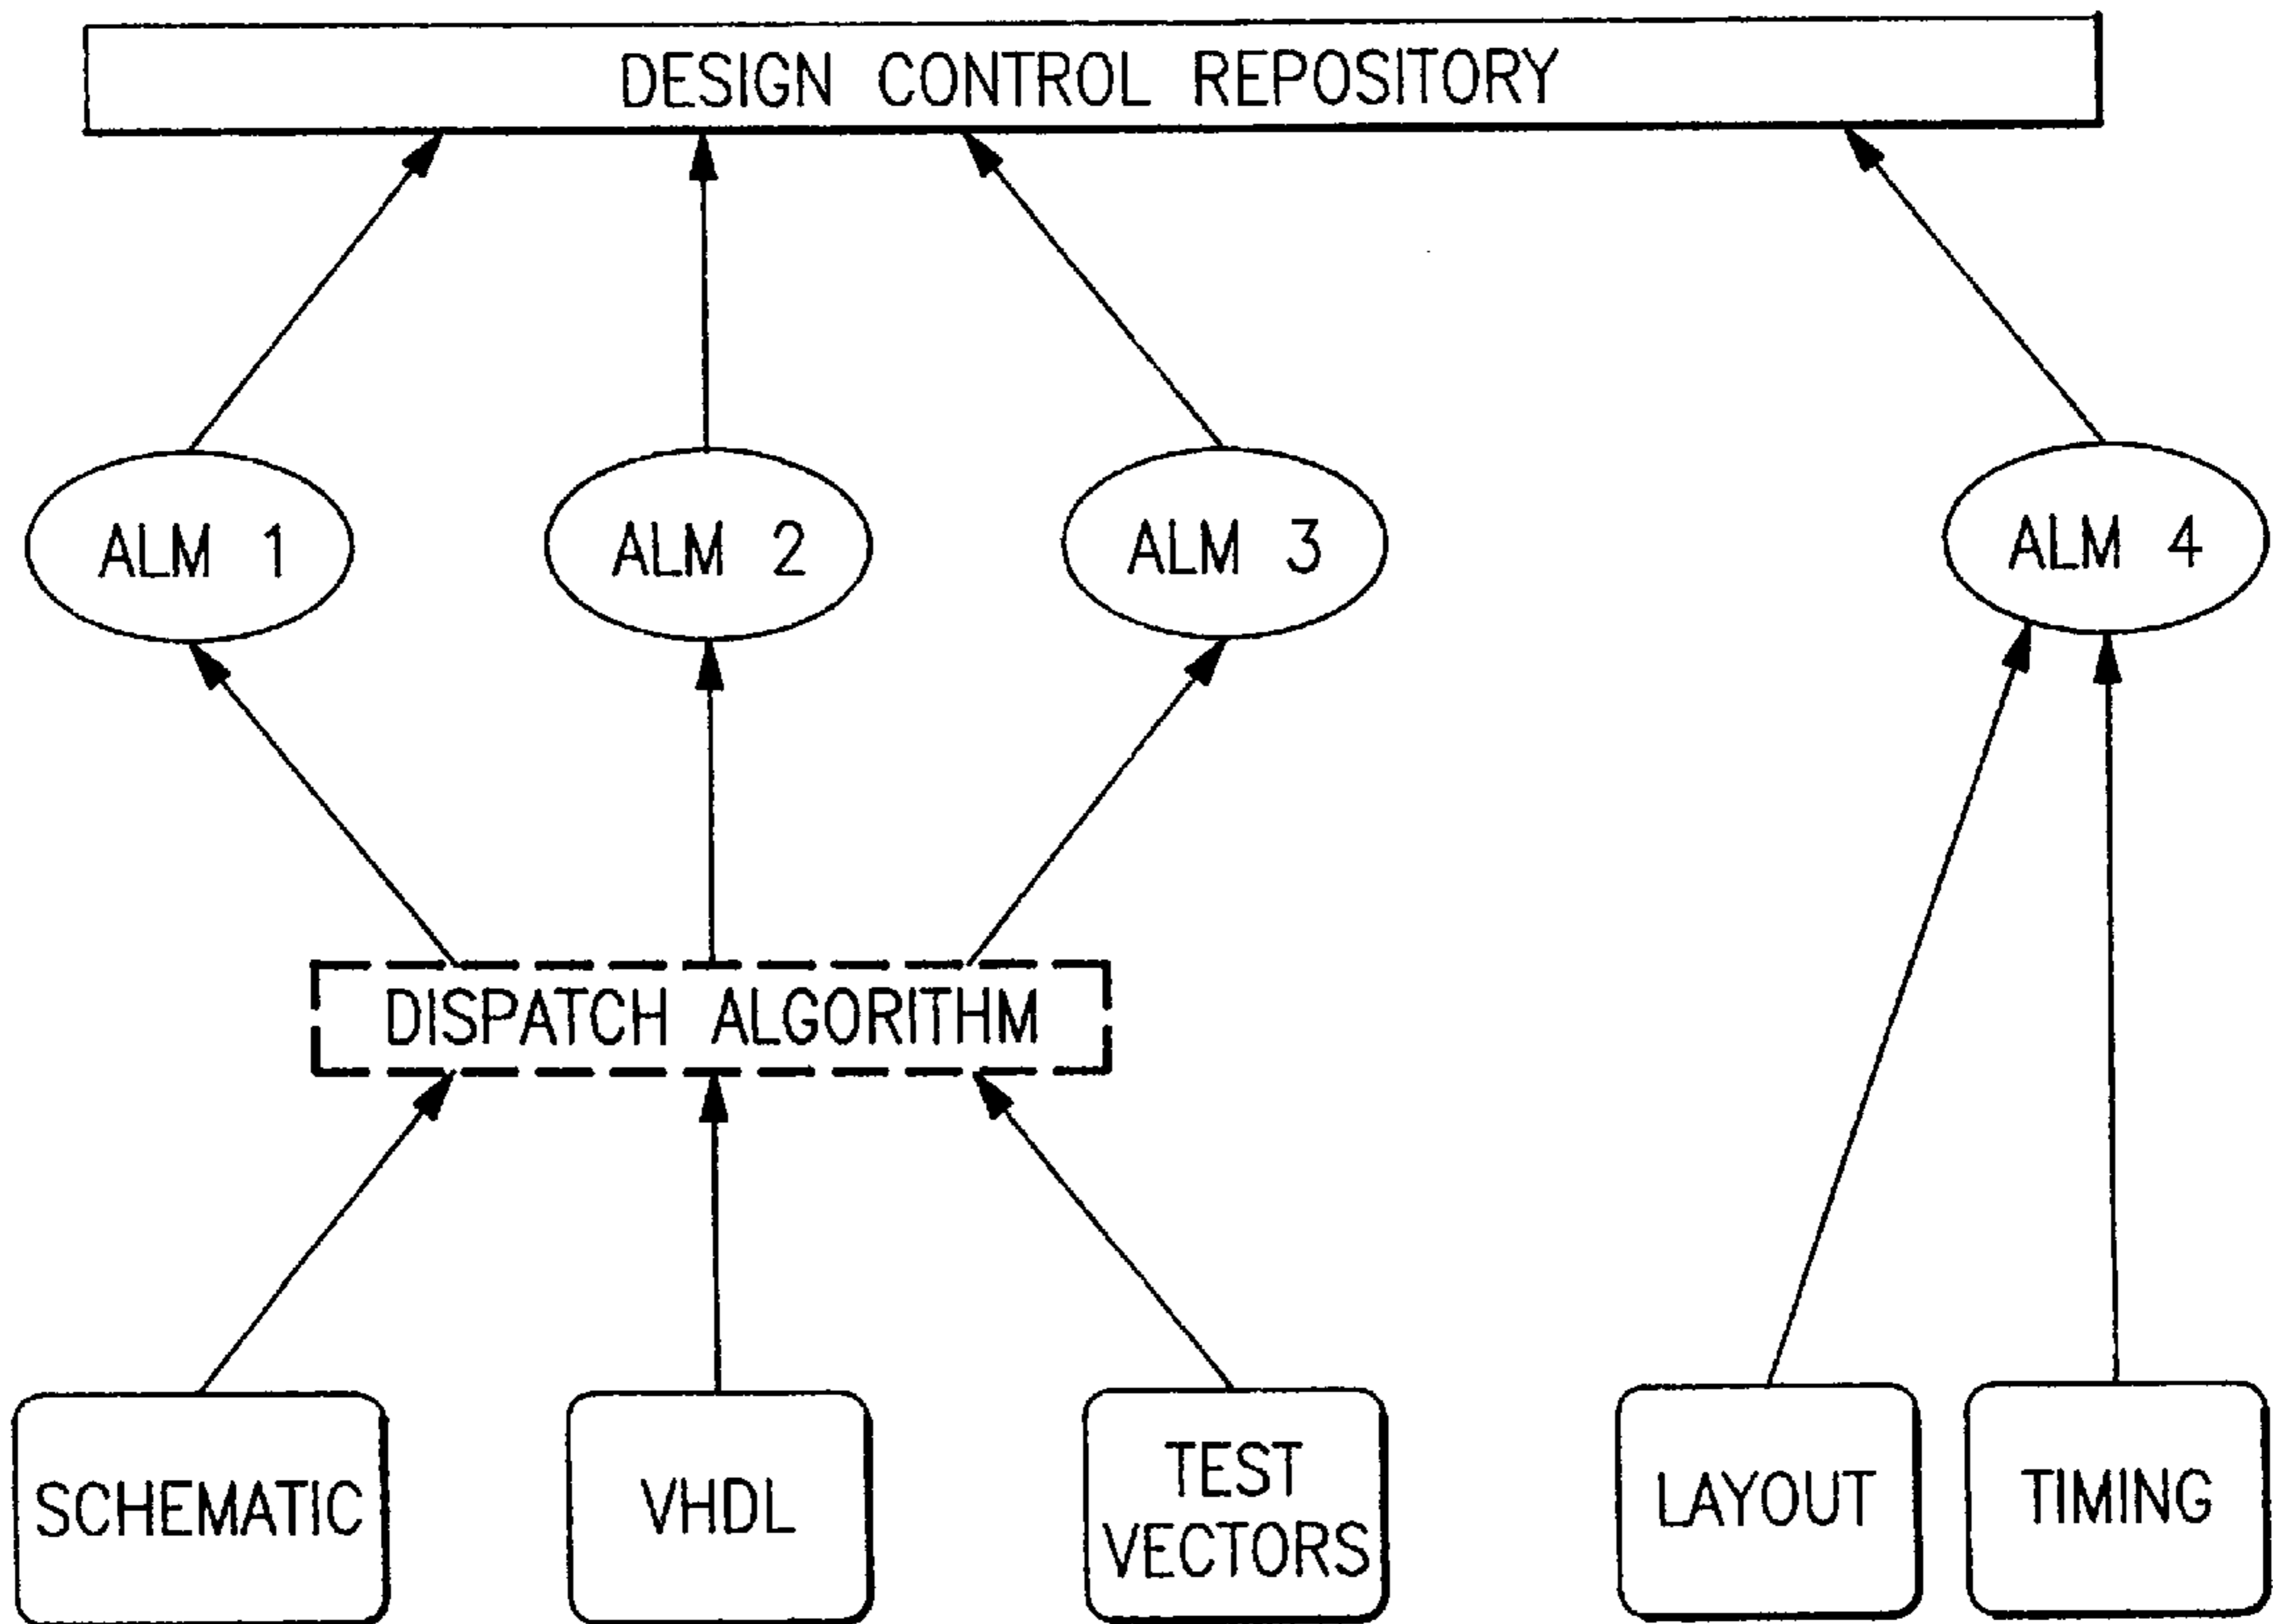 DESIGN CONTROL REPOSITORY
ALM 1
ALM 2
ALM 3
ALM 4
DISPATCH ALGORITHM
SCHEMATIC
VHDL
TEST
VECTORS
LAYOUT
TIMING